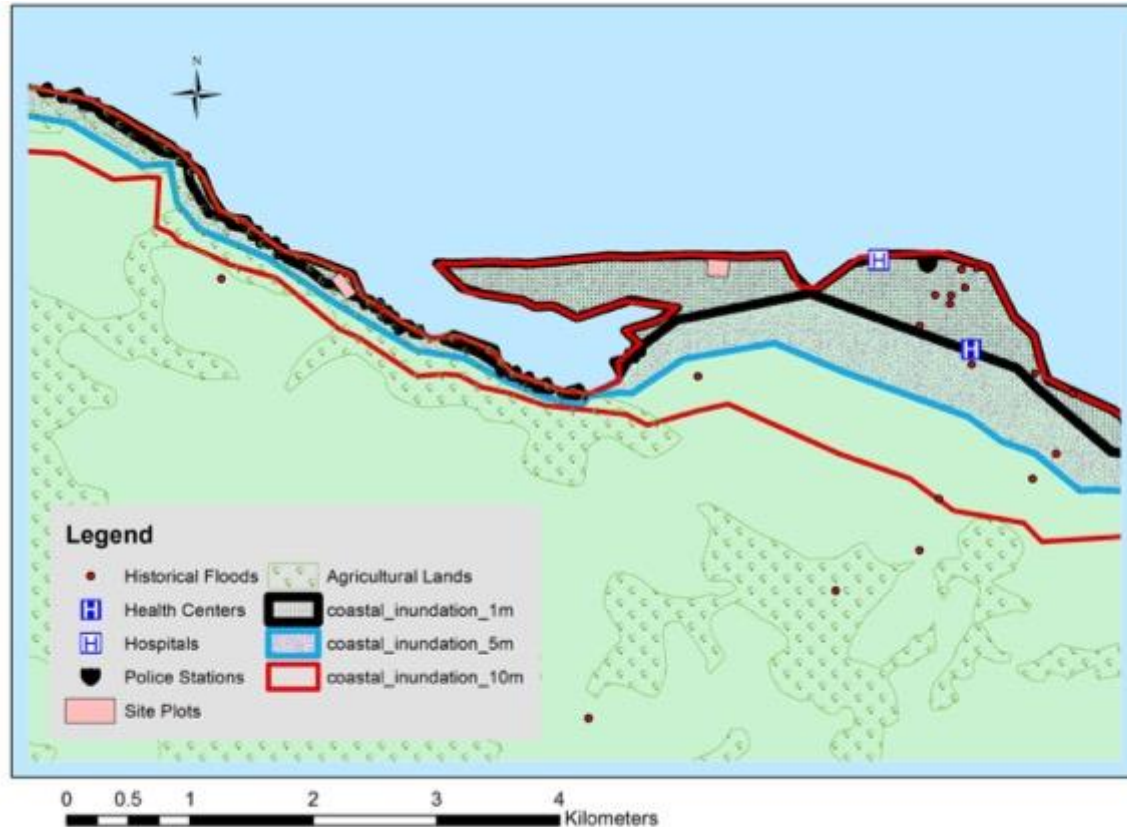 N
H
H
Legend
Historical Floods
Agricultural Lands
H Health Centers
coastal_inundation_1m
H Hospitals
coastal_inundation_5m
Police Stations
coastal_inundation_10m
Site Plots
0 0.5 1 2 3 4
Kilometers